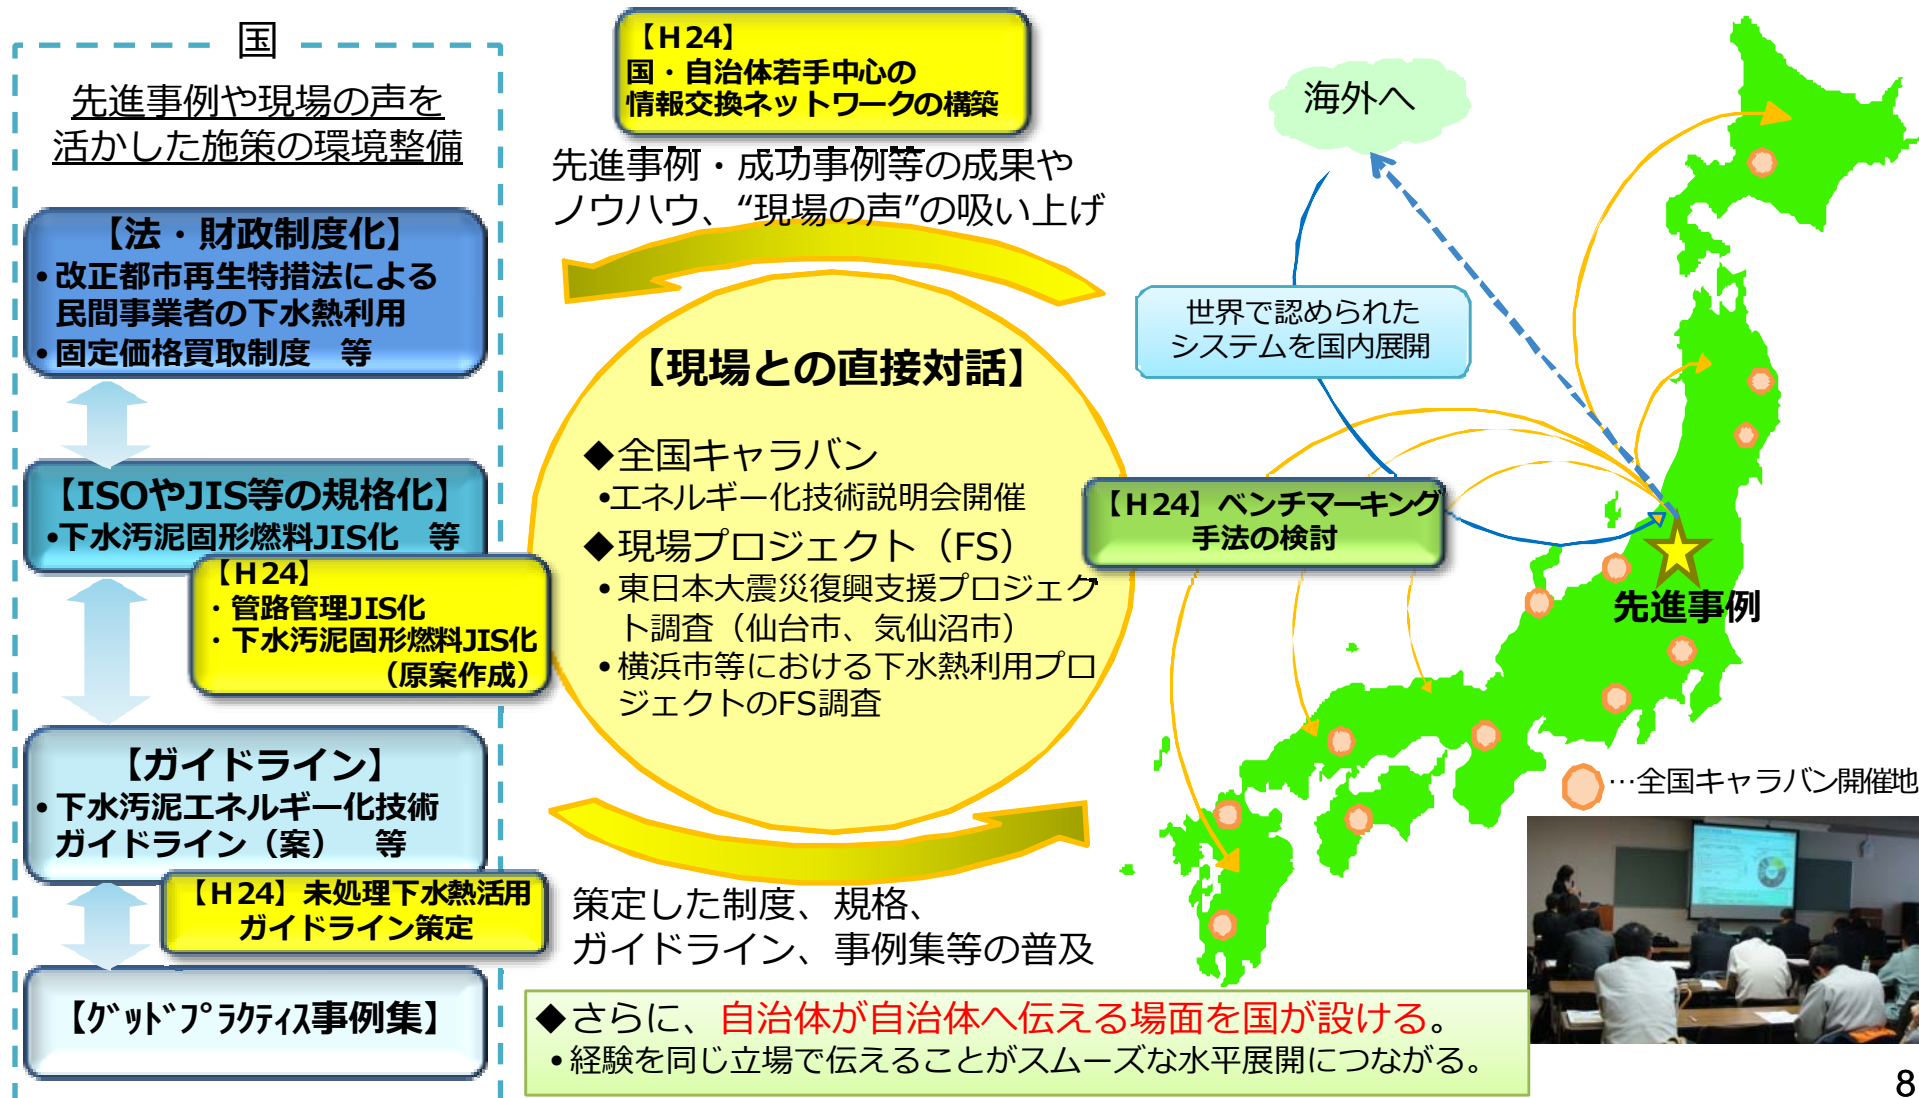 国
先進事例や現場の声を
活かした施策の環境整備
【法・財政制度化】
•改正都市再生特措法による
民間事業者の下水熱利用
•固定価格買取制度　等
【ISOやJIS等の規格化】
•下水汚泥固形燃料JIS化　等
【H24】
・管路管理JIS化
・下水汚泥固形燃料JIS化
（原案作成）
【ガイドライン】
•下水汚泥エネルギー化技術
ガイドライン（案）　等
【H24】未処理下水熱活用
ガイドライン策定
【ｸﾞｯﾄﾞﾌﾟﾗｸﾃｨｽ事例集】
【H24】
国・自治体若手中心の
情報交換ネットワークの構築
先進事例・成功事例等の成果や
ノウハウ、“現場の声”の吸い上げ
【現場との直接対話】
◆全国キャラバン
•エネルギー化技術説明会開催
◆現場プロジェクト（FS）
•東日本大震災復興支援プロジェク
ト調査（仙台市、気仙沼市）
•横浜市等における下水熱利用プロ
ジェクトのFS調査
策定した制度、規格、
ガイドライン、事例集等の普及
海外へ
世界で認められた
システムを国内展開
【H24】ベンチマーキング
手法の検討
先進事例
…全国キャラバン開催地
◆さらに、自治体が自治体へ伝える場面を国が設ける。
•経験を同じ立場で伝えることがスムーズな水平展開につながる。
8